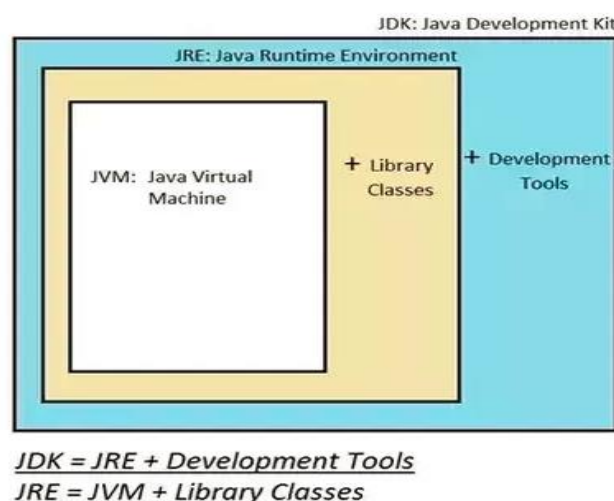 JDK: Java Development Kit
JRE: Java Runtime Environment
JVM: Java Virtual
Machine
+ Library
Classes
+ Development
Tools
JDK = JRE + Development Tools
JRE = JVM + Library Classes